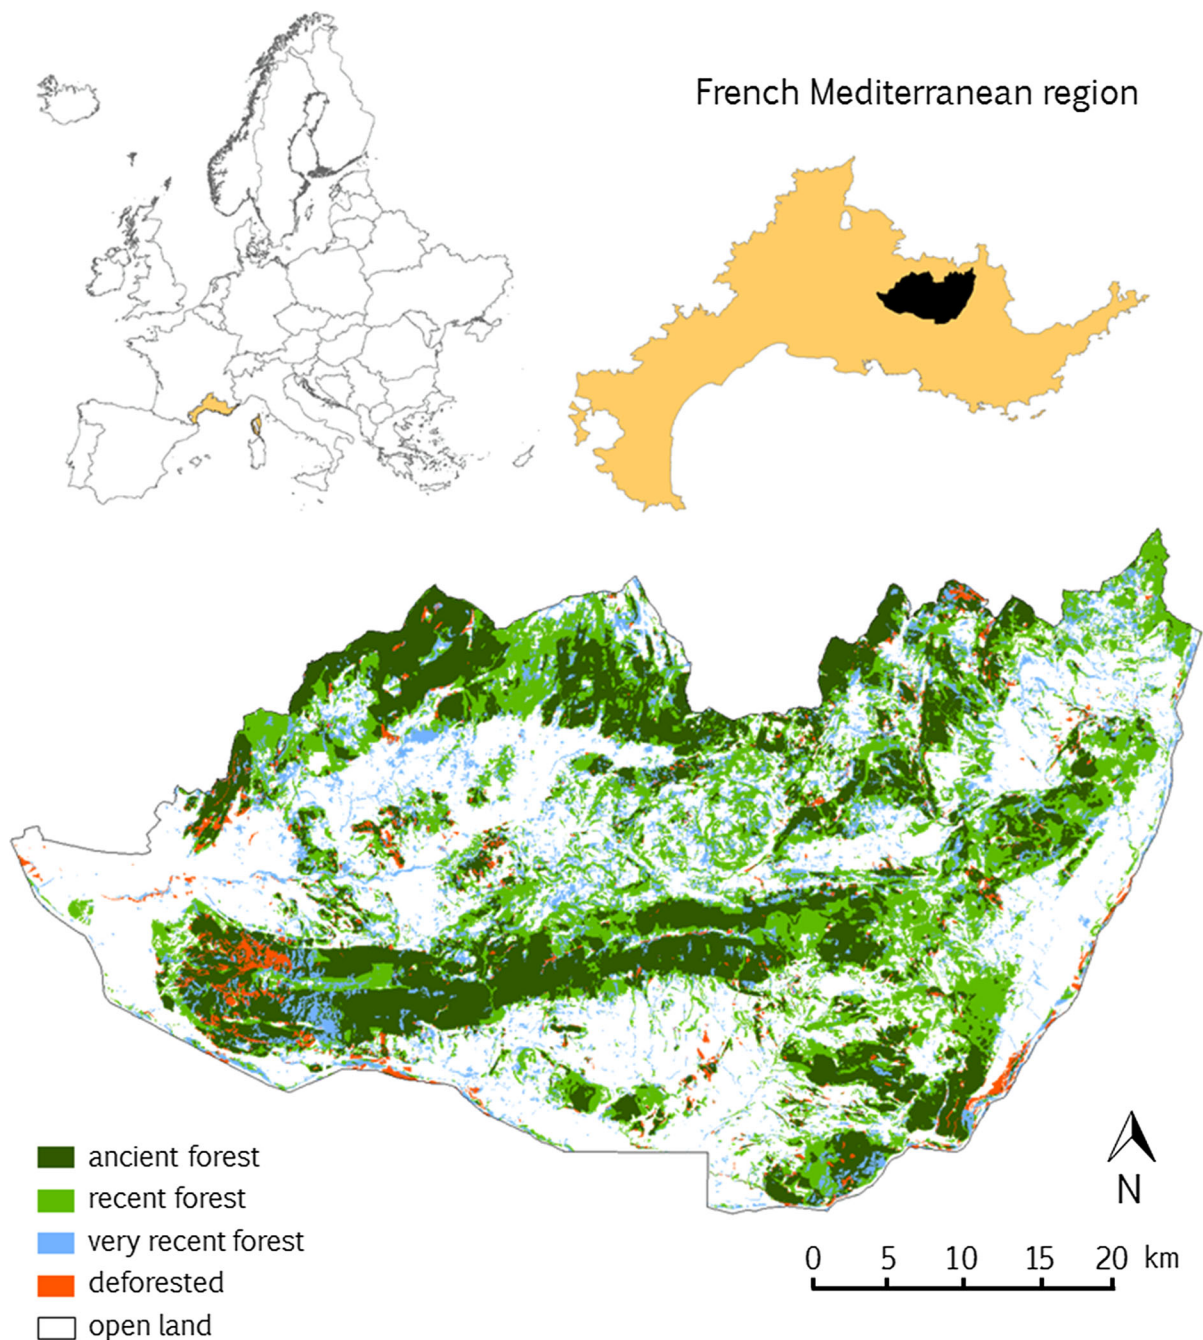 French Mediterranean region
ancient forest
recent forest
very recent forest
deforested
open land
N
0 5 10 15 20 km